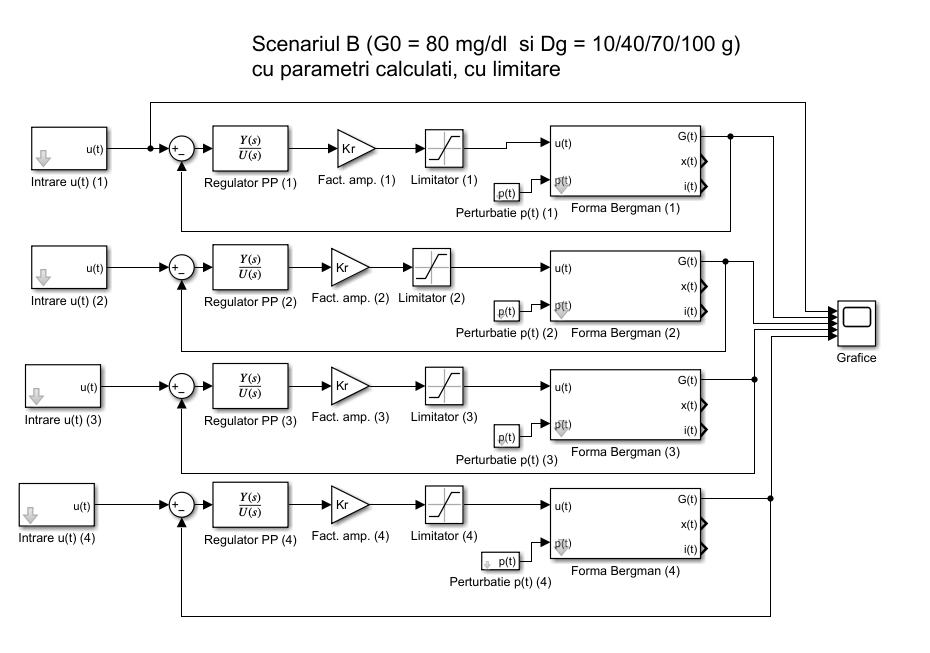 Scenariul B (G0 = 80 mg/dl  si Dg = 10/40/70/100 g)
cu parametri calculati, cu limitare
u(t)
Intrare u(t) (1)
+
_
Y(s)
U(s)
Regulator PP (1)
Kr
Fact. amp. (1)
Limitator (1)
p(t)
Perturbatie p(t) (1)
u(t)
p(t)
G(t)
x(t)
i(t)
Forma Bergman (1)
u(t)
Intrare u(t) (2)
+
_
Y(s)
U(s)
Regulator PP (2)
Kr
Fact. amp. (2)
Limitator (2)
p(t)
Perturbatie p(t) (2)
u(t)
p(t)
G(t)
x(t)
i(t)
Forma Bergman (2)
Grafice
u(t)
Intrare u(t) (3)
+
_
Y(s)
U(s)
Regulator PP (3)
Kr
Fact. amp. (3)
Limitator (3)
p(t)
Perturbatie p(t) (3)
u(t)
p(t)
G(t)
x(t)
i(t)
Forma Bergman (3)
u(t)
Intrare u(t) (4)
+
_
Y(s)
U(s)
Regulator PP (4)
Kr
Fact. amp. (4)
Limitator (4)
p(t)
Perturbatie p(t) (4)
u(t)
p(t)
G(t)
x(t)
i(t)
Forma Bergman (4)